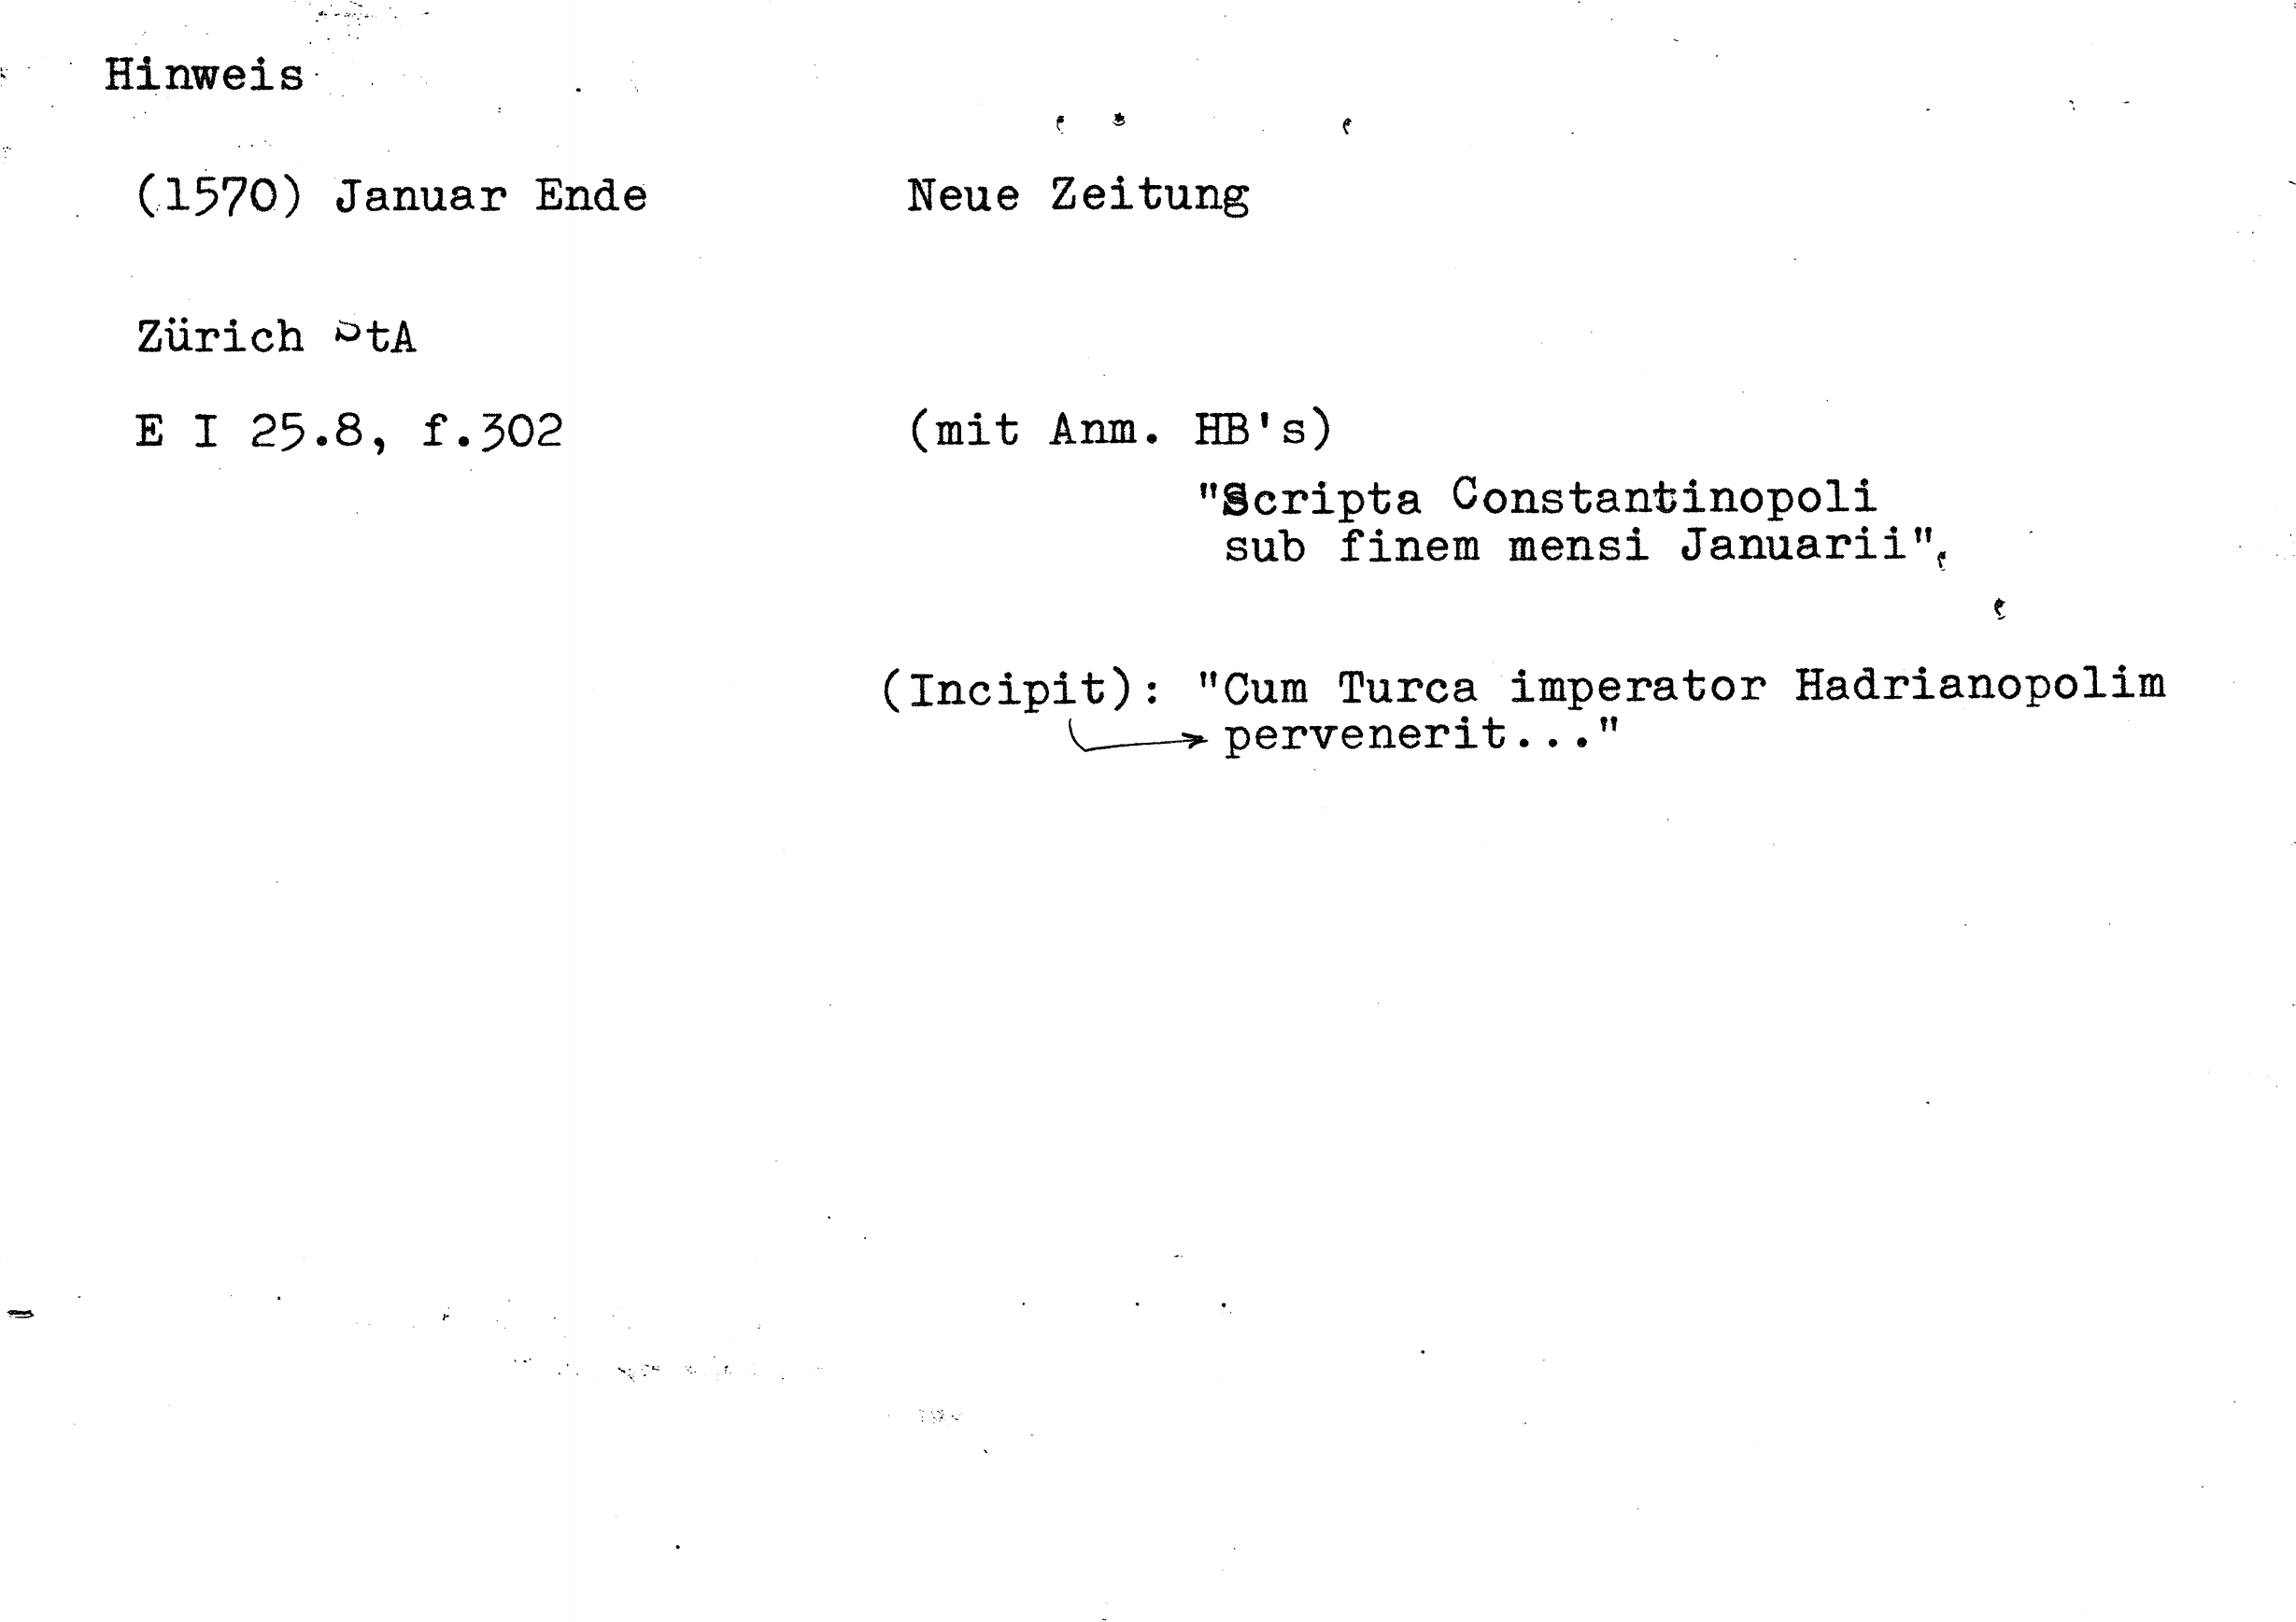 Hinweis
(1570) Januar Ende Neue Zeitung
Zürich StA
E I 25.8, f.302 (mit Anm. HB's)
"Scripta Constantinopoli
sub finem mensi Januarii"
(Incipit): "Cum Turca imperator Hadrianopolim
pervenerit..."